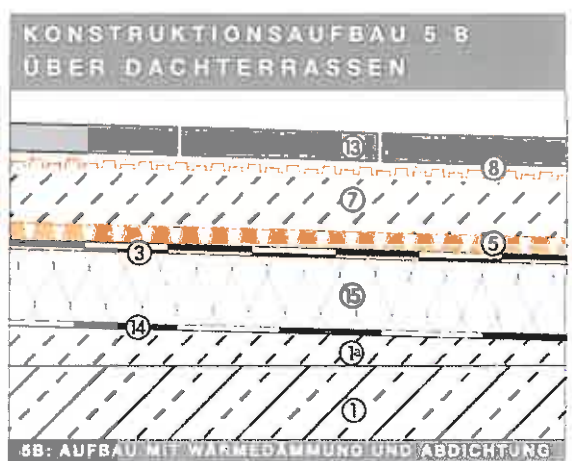 KONSTRUKTIONSAUFBAU 5 B
ÜBER DACHTERRASSEN
13
8
7
5
3
15
14
1a
1
5B: AUFBAU MIT WÄRMEDÄMMUNG UND ABDICHTUNG